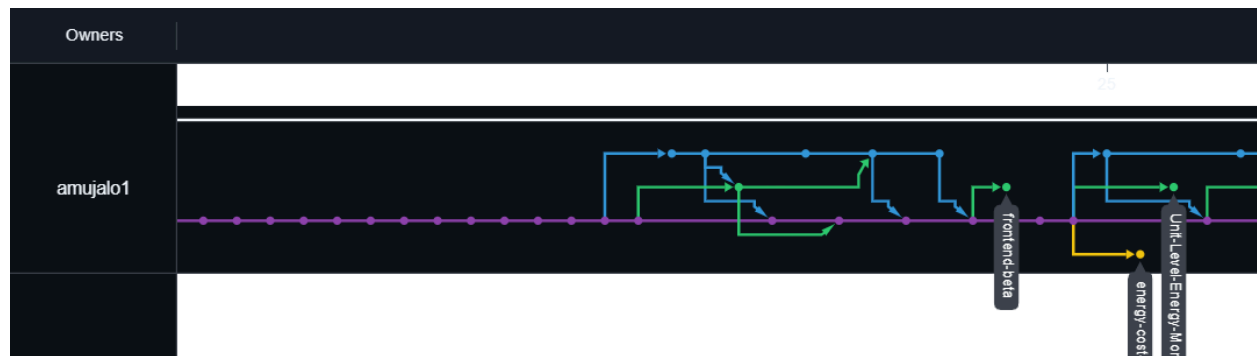 Owners
25
amujalo1
frontend-beta
energy-cost
Unit-Level-Energy-Mon